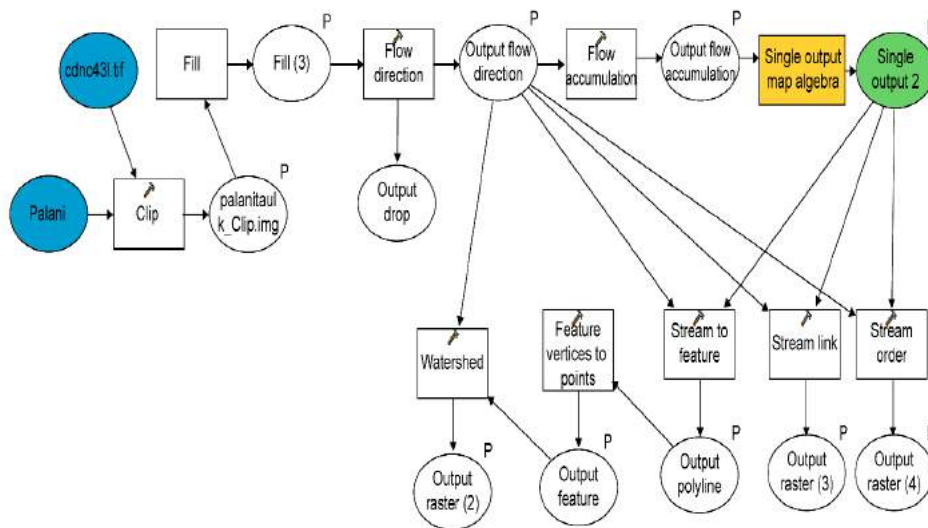 P
P
P
P
cdnc43l.tif
Fill
Fill (3)
Flow
direction
Output flow
direction
Flow
accumulation
Output flow
accumulation
Single output
map algebra
Single
output 2
P
Palani
Clip
palanitaul
k_Clip.img
Output
drop
Watershed
Feature
vertices to
points
Stream to
feature
Stream link
Stream
order
P
P
P
P
P
Output
raster (2)
Output
feature
Output
polyline
Output
raster (3)
Output
raster (4)